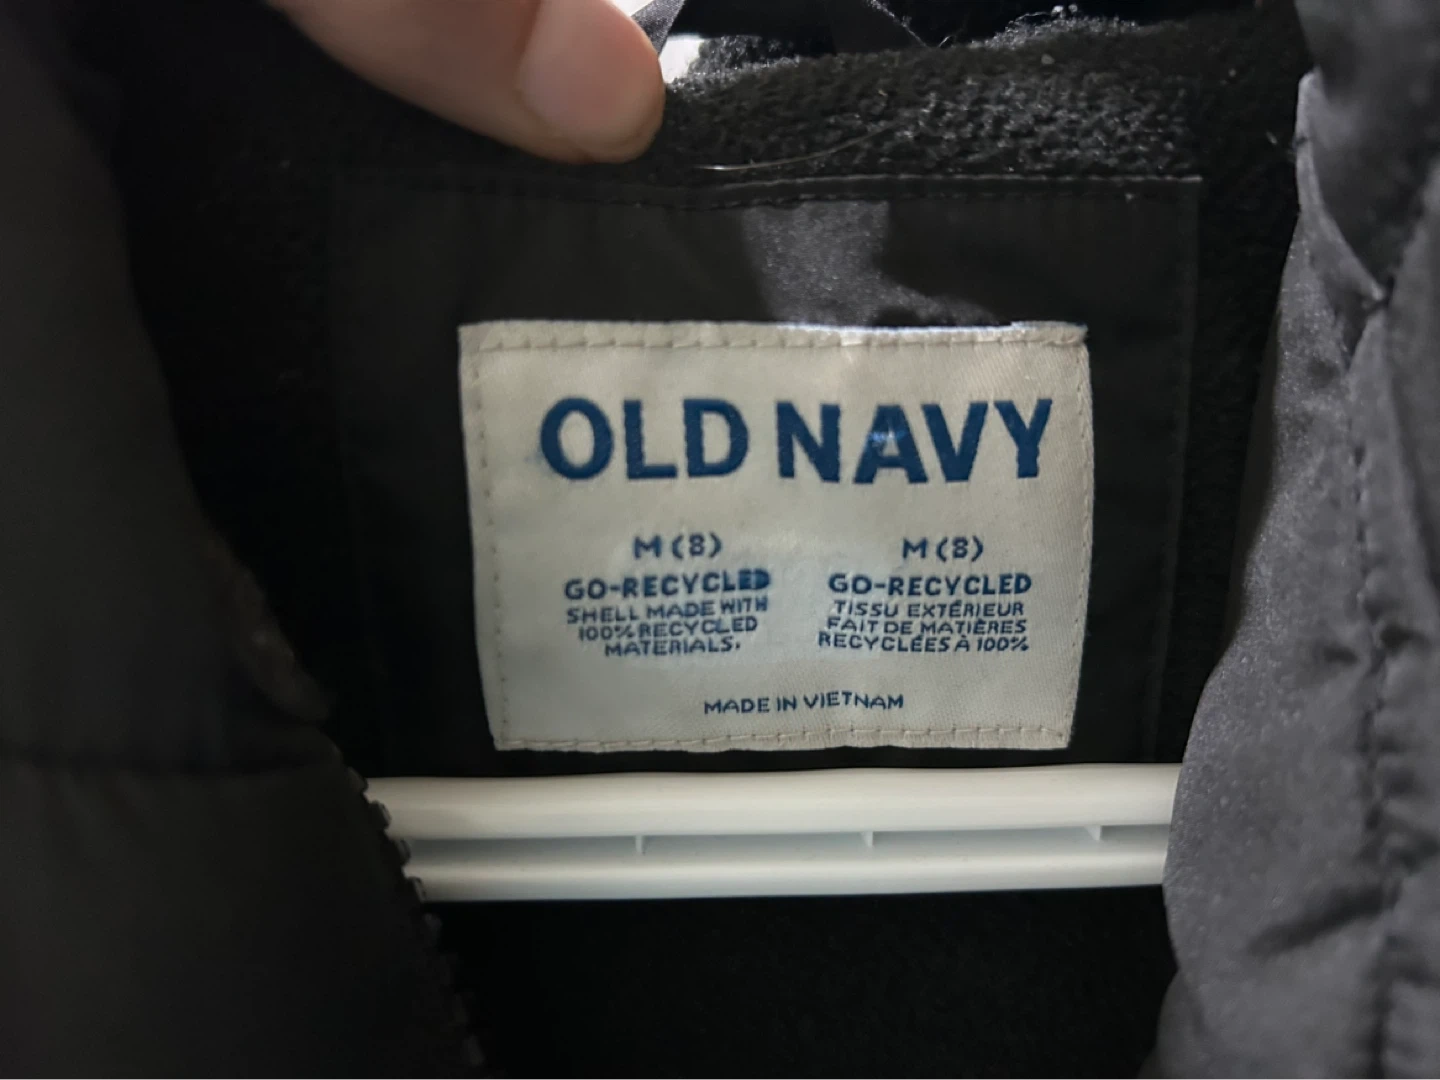 OLD NAVY
M (8)
GO-RECYCLED
SHELL MADE WITH
100% RECYCLED
MATERIALS.
M (8)
GO-RECYCLED
TISSU EXTÉRIEUR
FAIT DE MATIÈRES
RECYCLÉES À 100%
MADE IN VIETNAM